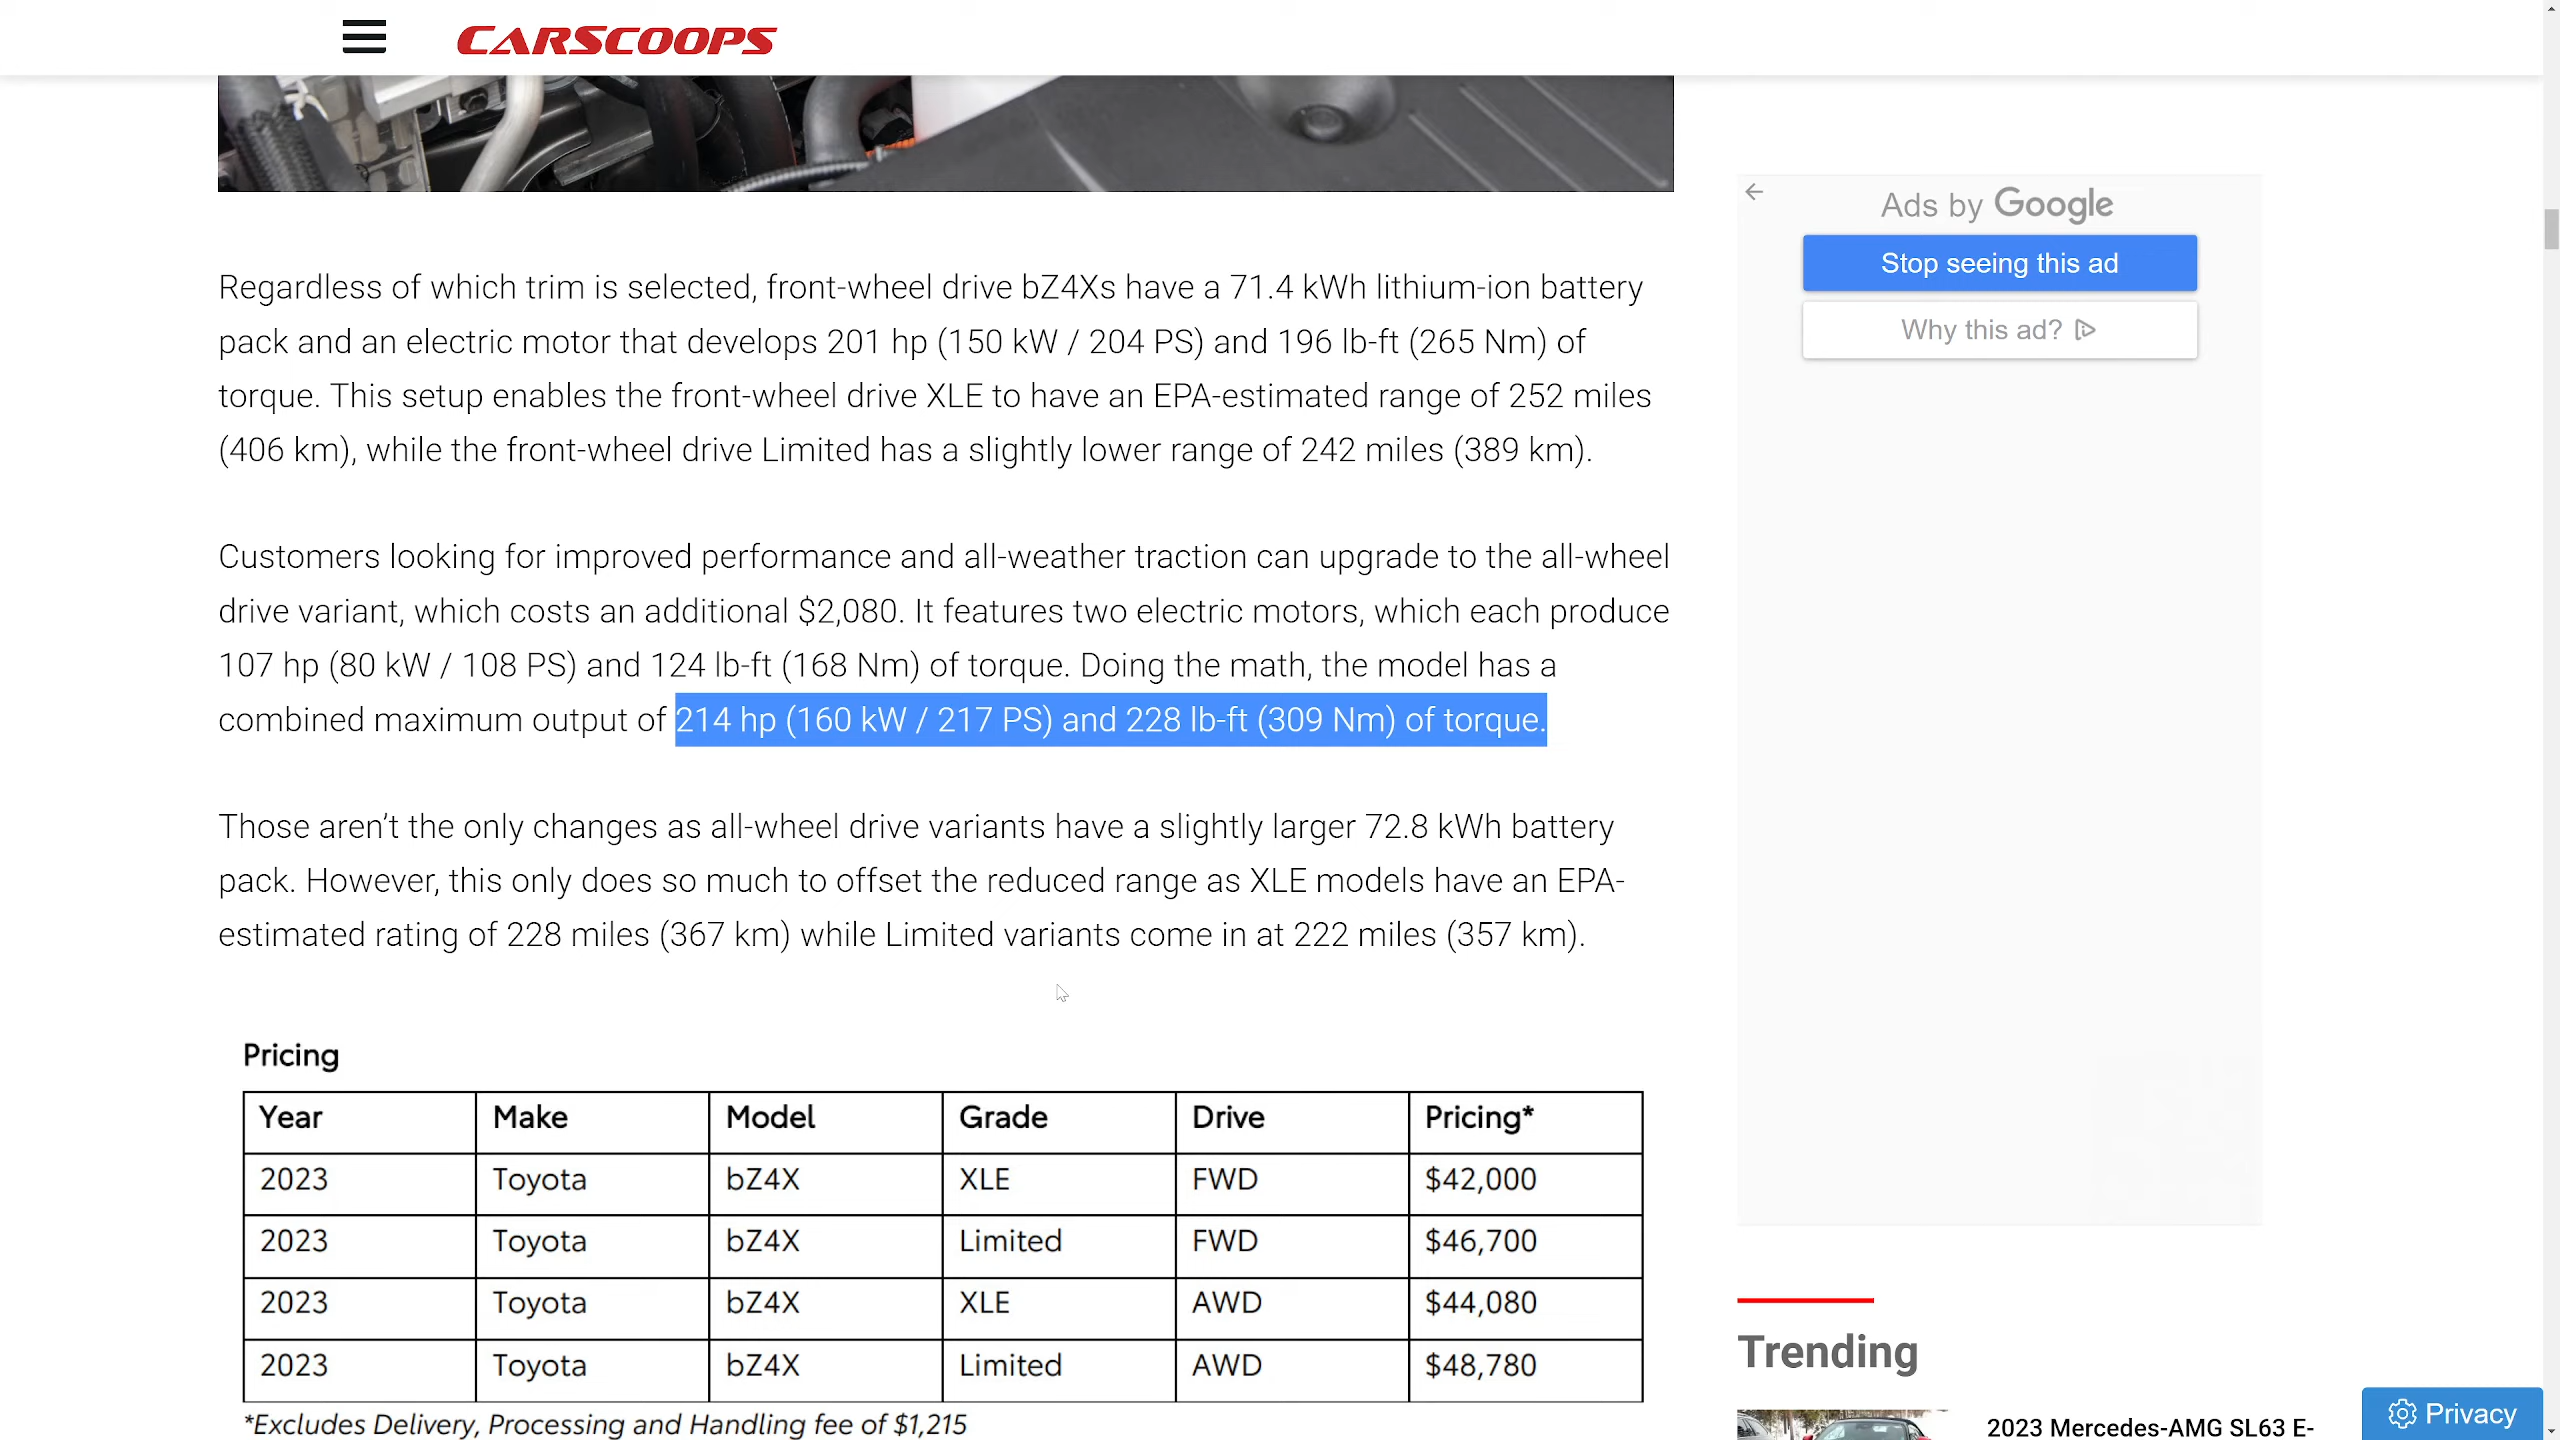 CARSCOOPS
Regardless of which trim is selected, front-wheel drive bZ4Xs have a 71.4 kWh lithium-ion battery
pack and an electric motor that develops 201 hp (150 kW / 204 PS) and 196 lb-ft (265 Nm) of
torque. This setup enables the front-wheel drive XLE to have an EPA-estimated range of 252 miles
(406 km), while the front-wheel drive Limited has a slightly lower range of 242 miles (389 km).
Customers looking for improved performance and all-weather traction can upgrade to the all-wheel
drive variant, which costs an additional $2,080. It features two electric motors, which each produce
107 hp (80 kW / 108 PS) and 124 lb-ft (168 Nm) of torque. Doing the math, the model has a
combined maximum output of 214 hp (160 kW / 217 PS) and 228 lb-ft (309 Nm) of torque.
Those aren’t the only changes as all-wheel drive variants have a slightly larger 72.8 kWh battery
pack. However, this only does so much to offset the reduced range as XLE models have an EPA-
estimated rating of 228 miles (367 km) while Limited variants come in at 222 miles (357 km).
Pricing
Year Make Model Grade Drive Pricing*
2023 Toyota bZ4X XLE FWD $42,000
2023 Toyota bZ4X Limited FWD $46,700
2023 Toyota bZ4X XLE AWD $44,080
2023 Toyota bZ4X Limited AWD $48,780
*Excludes Delivery, Processing and Handling fee of $1,215
Ads by Google
Stop seeing this ad
Why this ad?
Trending
2023 Mercedes-AMG SL63 E-
Privacy